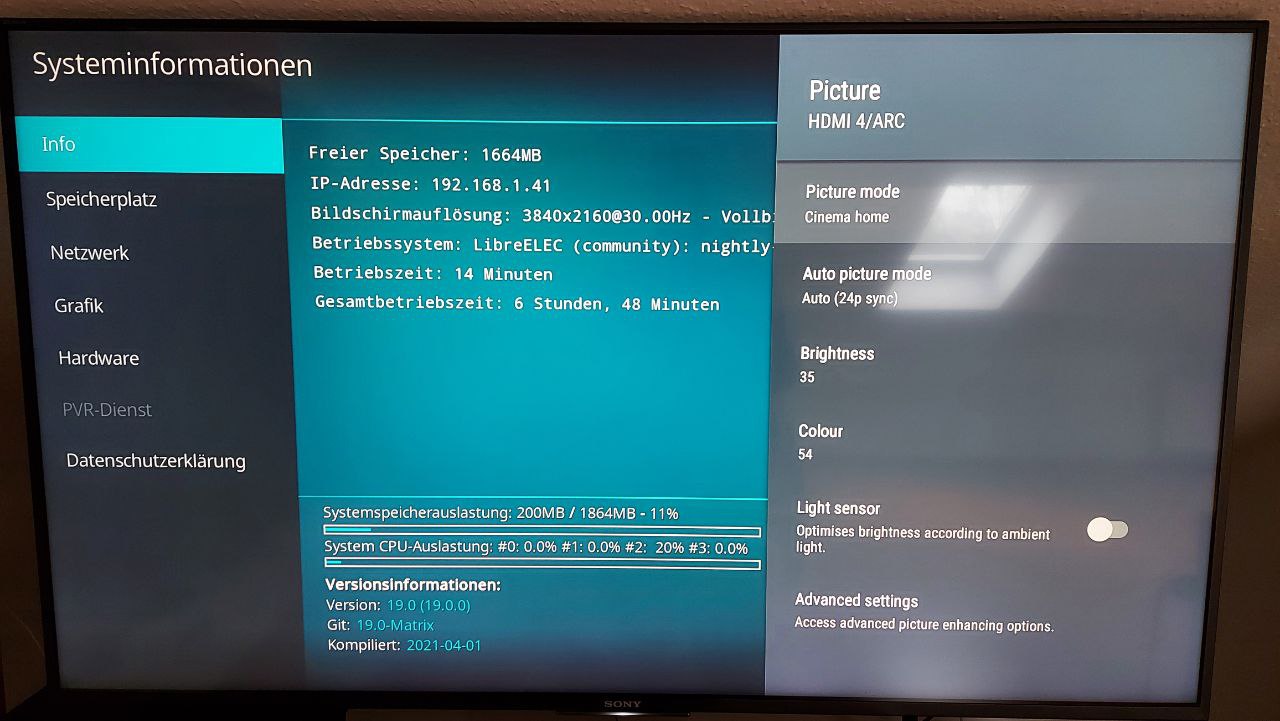 Systeminformationen
Info
Speicherplatz
Netzwerk
Grafik
Hardware
PVR-Dienst
Datenschutzerklärung
Freier Speicher: 1664MB
IP-Adresse: 192.168.1.41
Bildschirmauflösung: 3840x2160@30.00Hz - Vollbi
Betriebssystem: LibreELEC (community): nightly-
Betriebszeit: 14 Minuten
Gesamtbetriebszeit: 6 Stunden, 48 Minuten
Systemspeicherauslastung: 200MB / 1864MB - 11%
System CPU-Auslastung: #0: 0.0% #1: 0.0% #2: 20% #3: 0.0%
Versionsinformationen:
Version: 19.0 (19.0.0)
Git: 19.0-Matrix
Kompiliert: 2021-04-01
Picture
HDMI 4/ARC
Picture mode
Cinema home
Auto picture mode
Auto (24p sync)
Brightness
35
Colour
54
Light sensor
Optimises brightness according to ambient
light.
Advanced settings
Access advanced picture enhancing options.
SONY